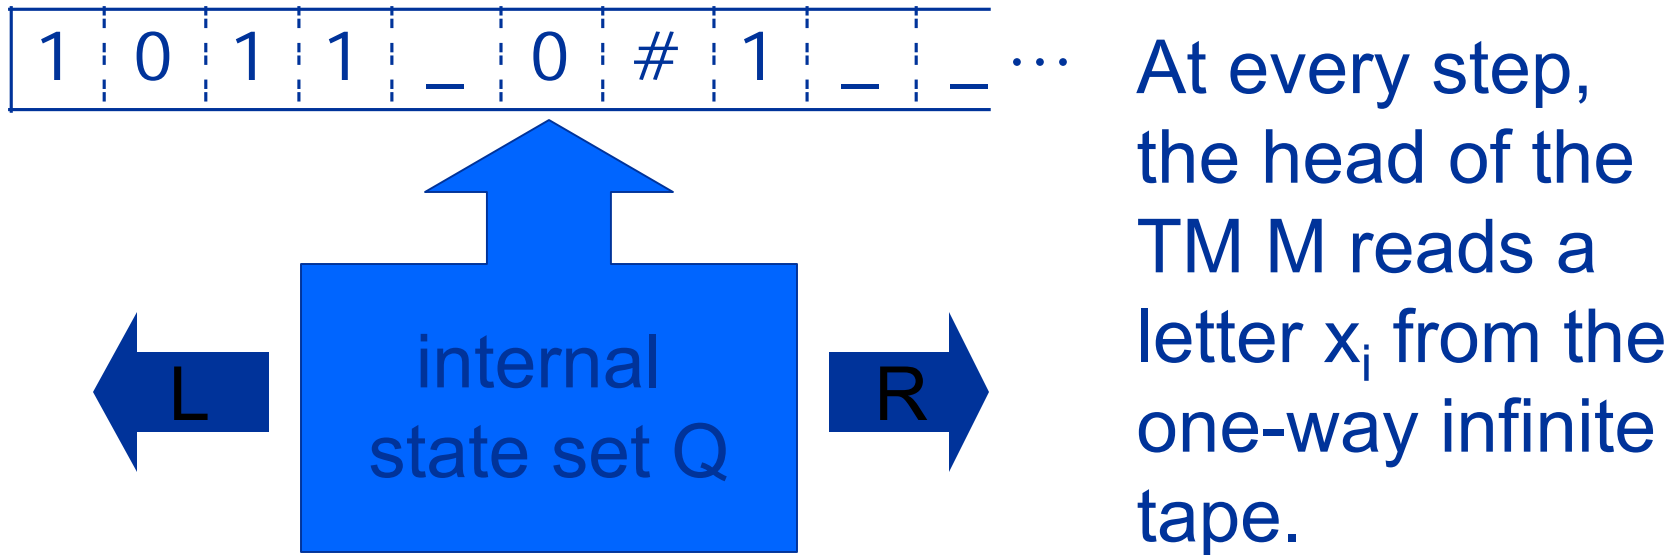 1 0 1 1 _ 0 # 1 _ _ ...
At every step,
the head of the
TM M reads a
letter xᵢ from the
one-way infinite
tape.
L
internal
state set Q
R